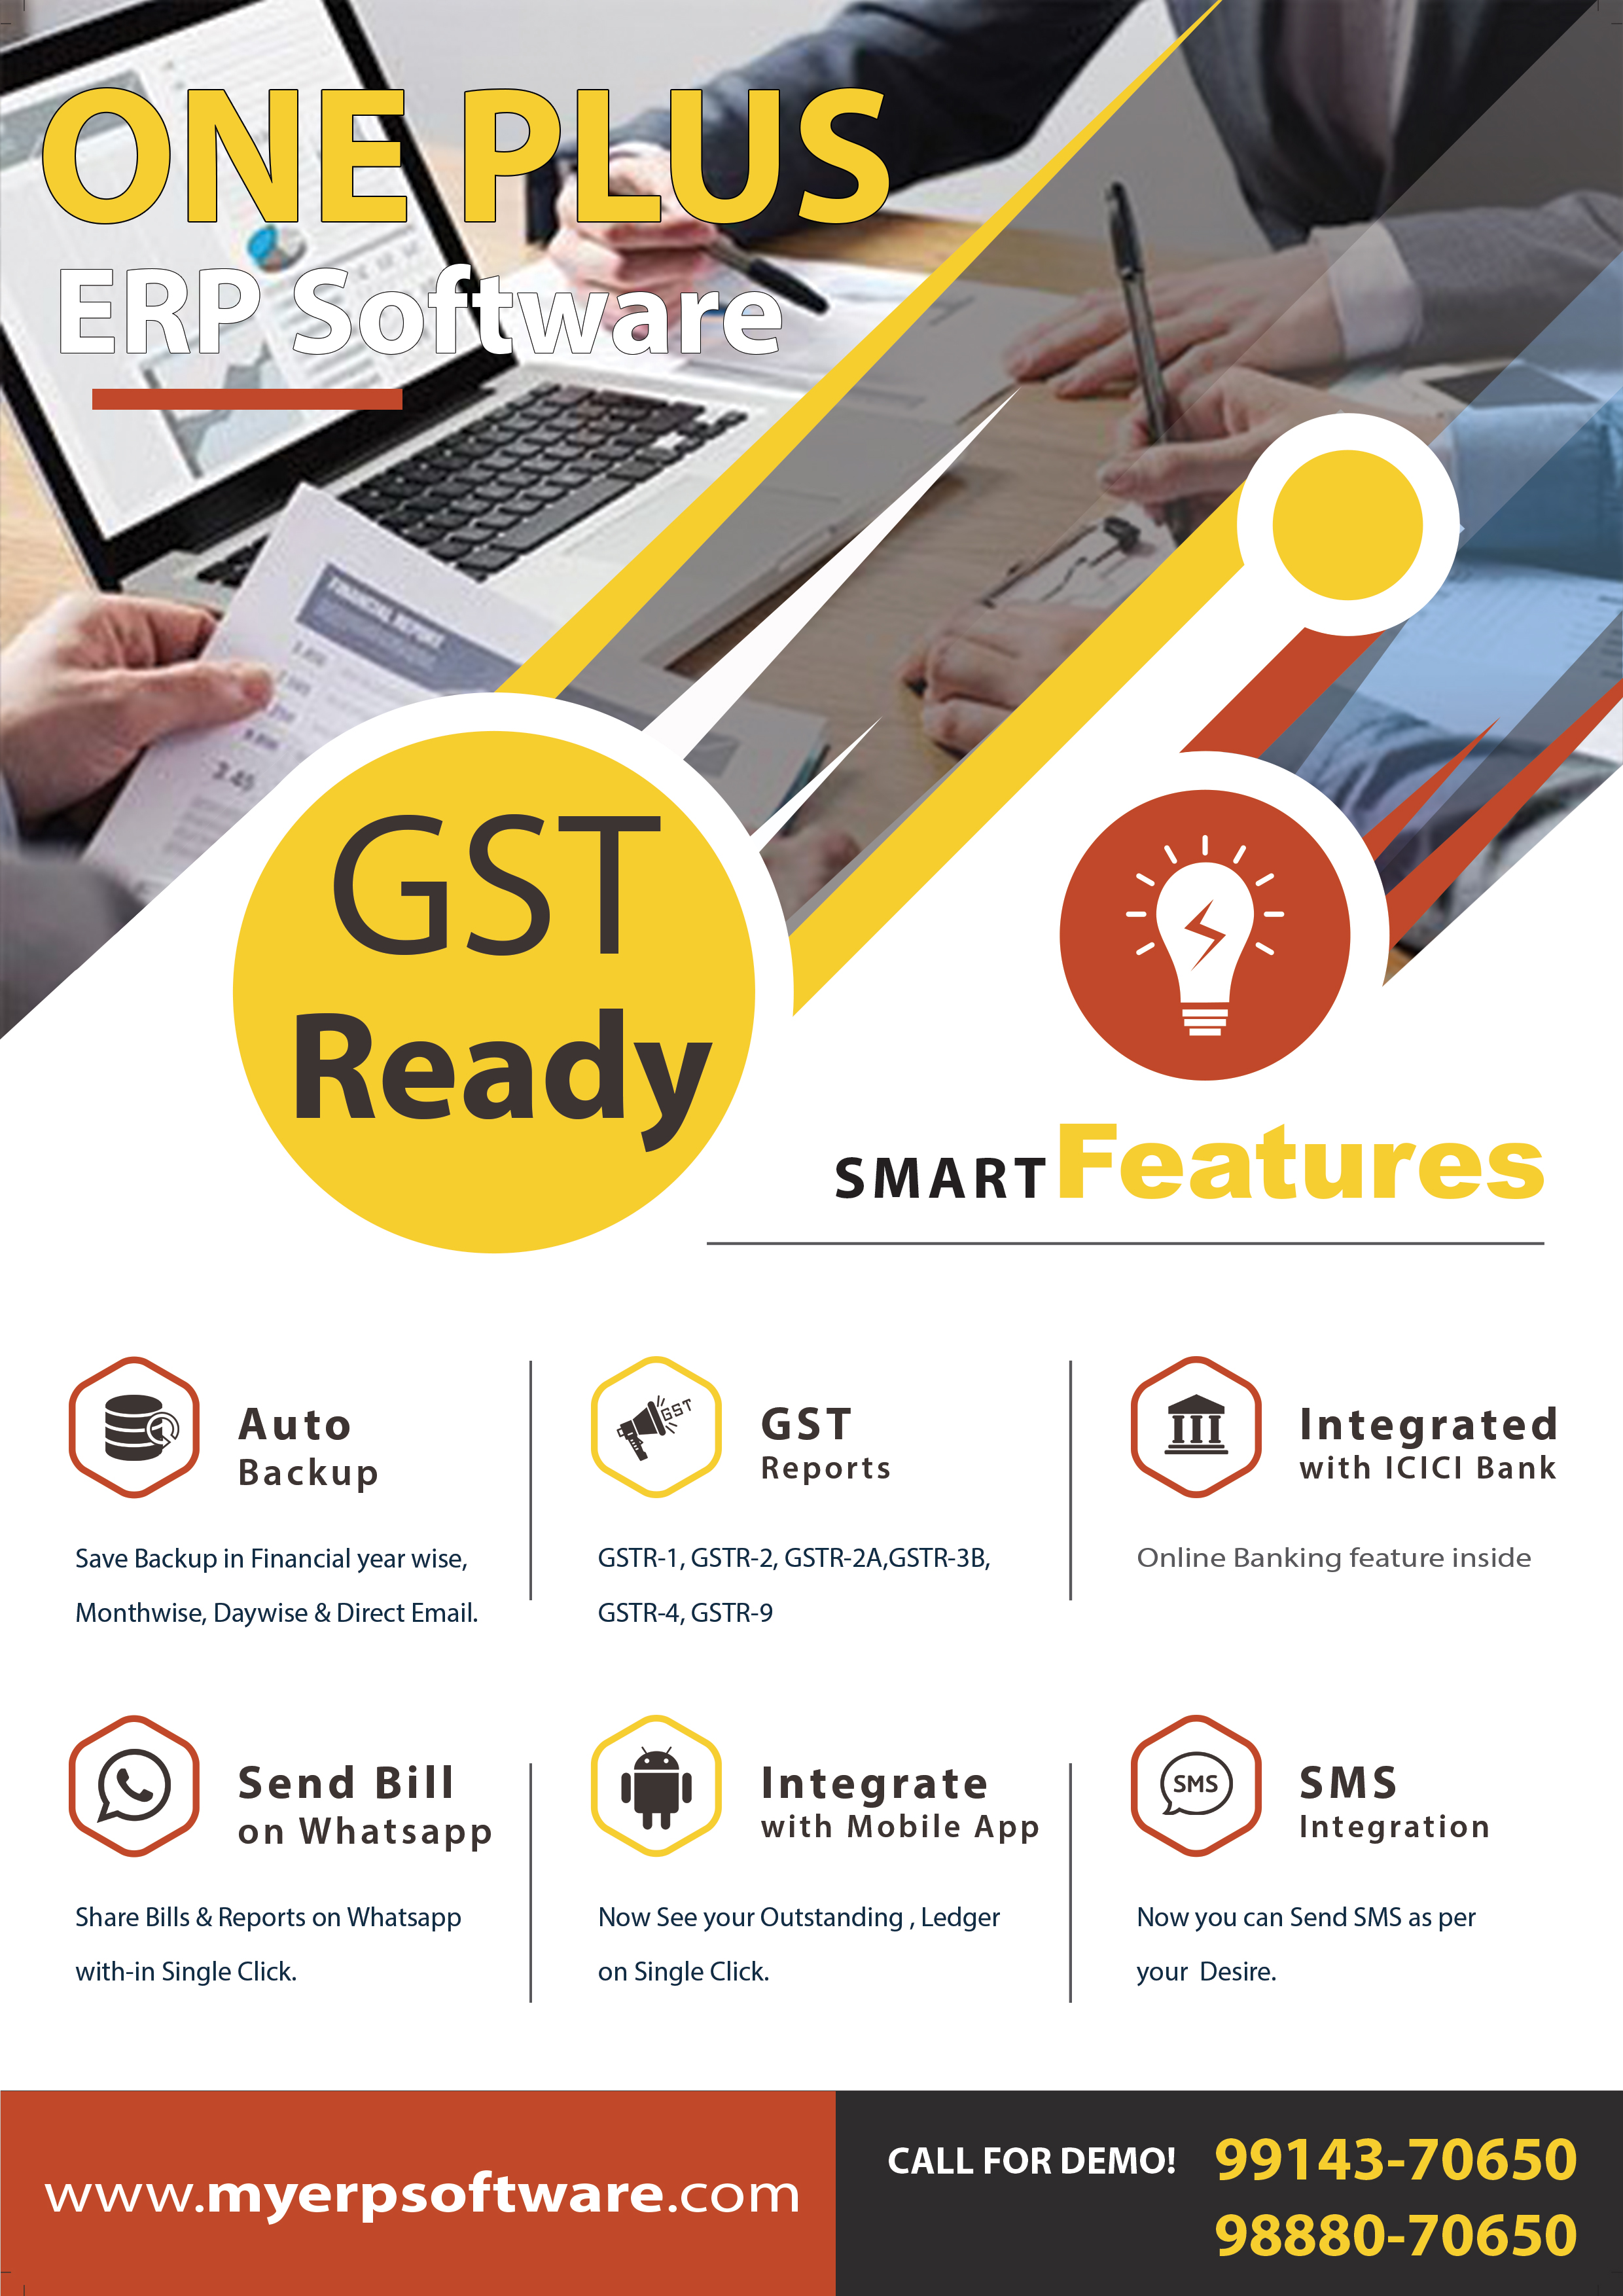 ONE PLUS
ERP Software
FINANCIAL REPORT
GST
Ready
SMART Features
Auto
Backup
Save Backup in Financial year wise,
Monthwise, Daywise & Direct Email.
GST
GST
Reports
GSTR-1, GSTR-2, GSTR-2A,GSTR-3B,
GSTR-4, GSTR-9
Integrated
with ICICI Bank
Online Banking feature inside
Send Bill
on Whatsapp
Share Bills & Reports on Whatsapp
with-in Single Click.
Integrate
with Mobile App
Now See your Outstanding , Ledger
on Single Click.
SMS
SMS
Integration
Now you can Send SMS as per
your Desire.
www.myerpsoftware.com
CALL FOR DEMO! 99143-70650
98880-70650